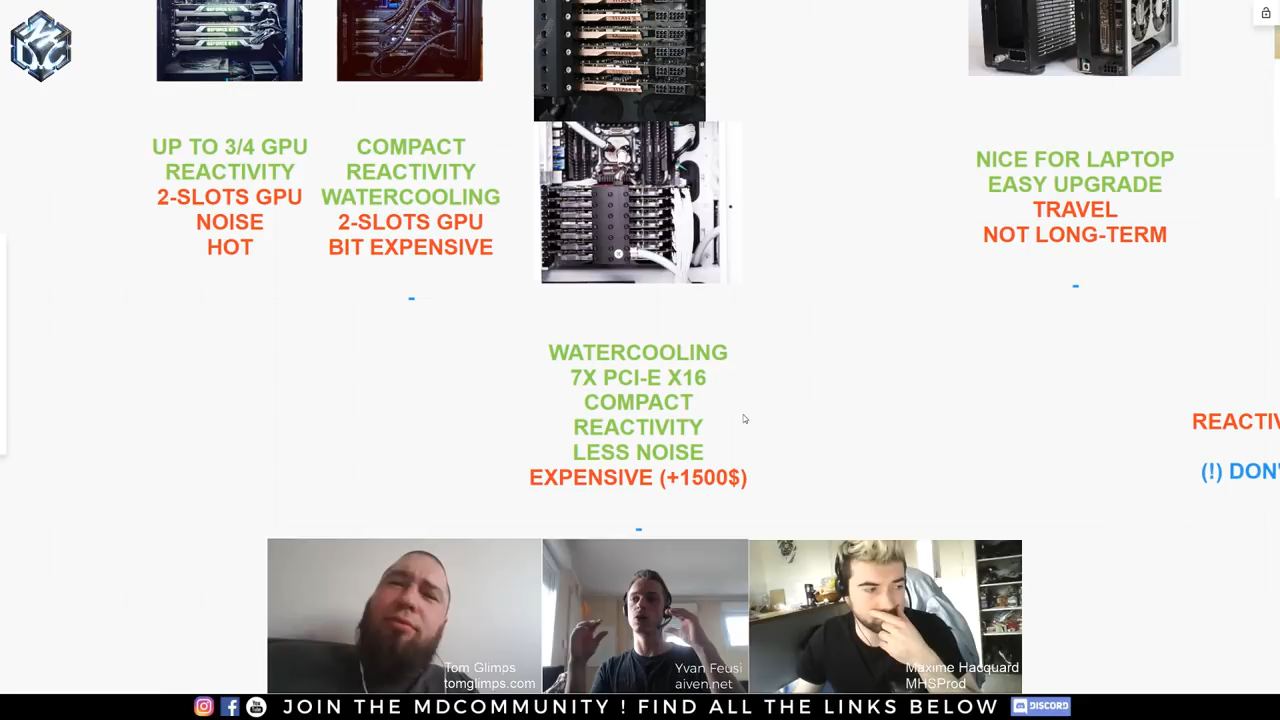 UP TO 3/4 GPU
REACTIVITY
2-SLOTS GPU
NOISE
HOT
COMPACT
REACTIVITY
WATERCOOLING
2-SLOTS GPU
BIT EXPENSIVE
-
WATERCOOLING
7X PCI-E X16
COMPACT
REACTIVITY
LESS NOISE
EXPENSIVE (+1500$)
-
NICE FOR LAPTOP
EASY UPGRADE
TRAVEL
NOT LONG-TERM
-
REACTIV
(!) DON'
Tom Glimps
tomglimps.com
Yvan Feusi
aiven.net
Maxime Hacquard
MHSProd
JOIN THE MDCOMMUNITY ! FIND ALL THE LINKS BELOW
DISCORD